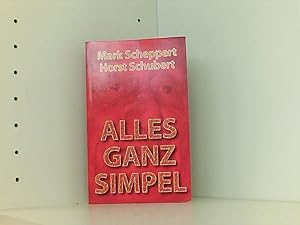 Mark Scheppert
Horst Schubert
ALLES
GANZ
SIMPEL